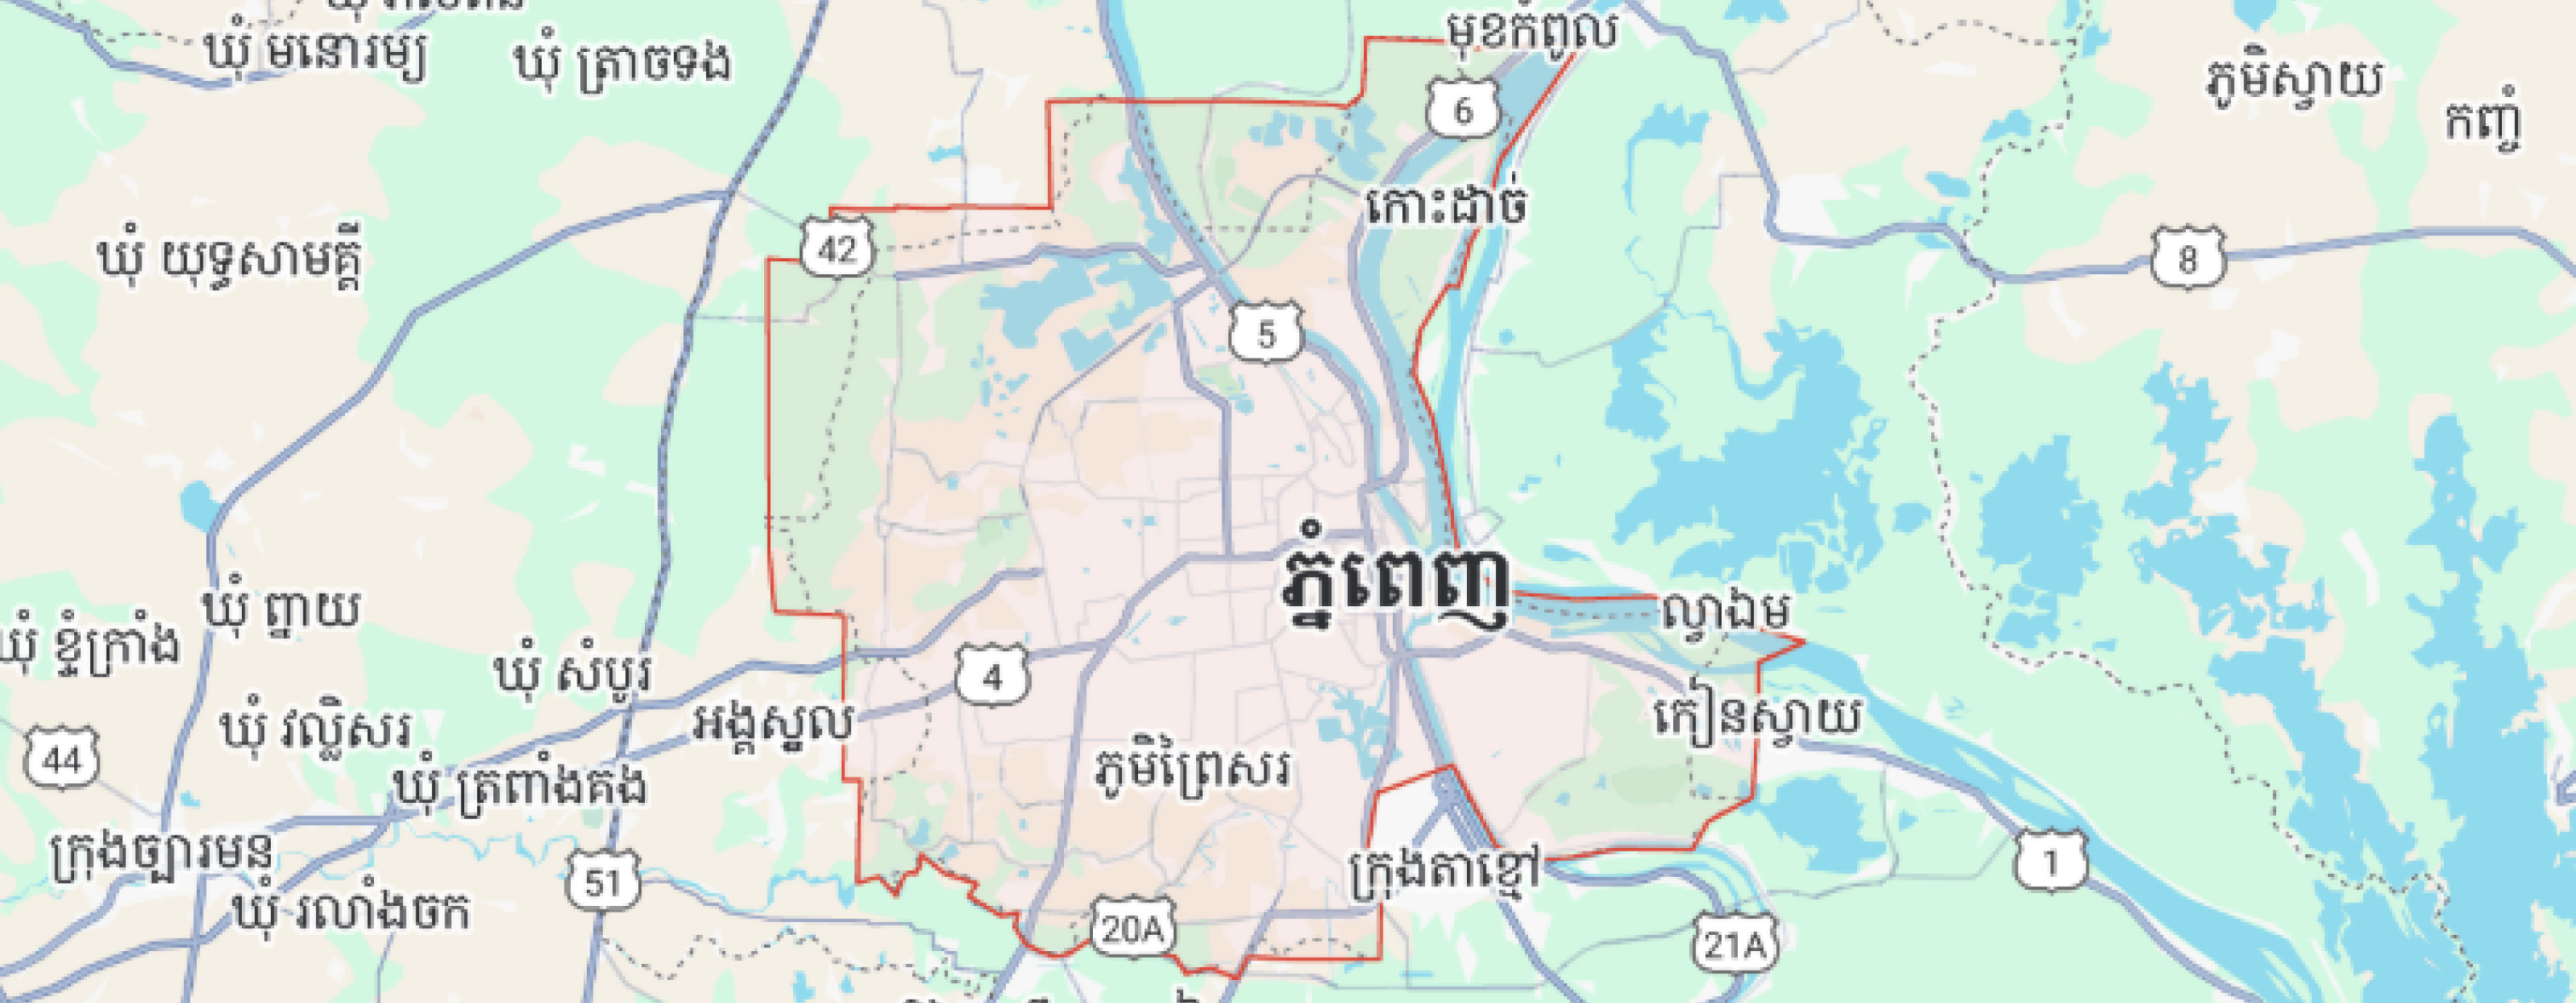 មុខកំពូល
ឃុំ មនោរម្យ
ឃុំ ត្រាចទង
ភូមិស្វាយ
6
កញ្ចំ
កោះដាច់
42
ឃុំ យុទ្ធសាមគ្គី
8
5
ភ្នំពេញ
ឃុំ ព្នាយ
ល្វាឯម
ឃុំ ខ្ទុំក្រាំង
ឃុំ សំបូរ
4
អង្គស្នួល
កៀនស្វាយ
ឃុំ វល្លិសរ
44
ភូមិព្រៃសរ
ឃុំ ត្រពាំងគង
ក្រុងច្បារមន
ក្រុងតាខ្មៅ
1
51
ឃុំ រលាំងចក
20A
21A